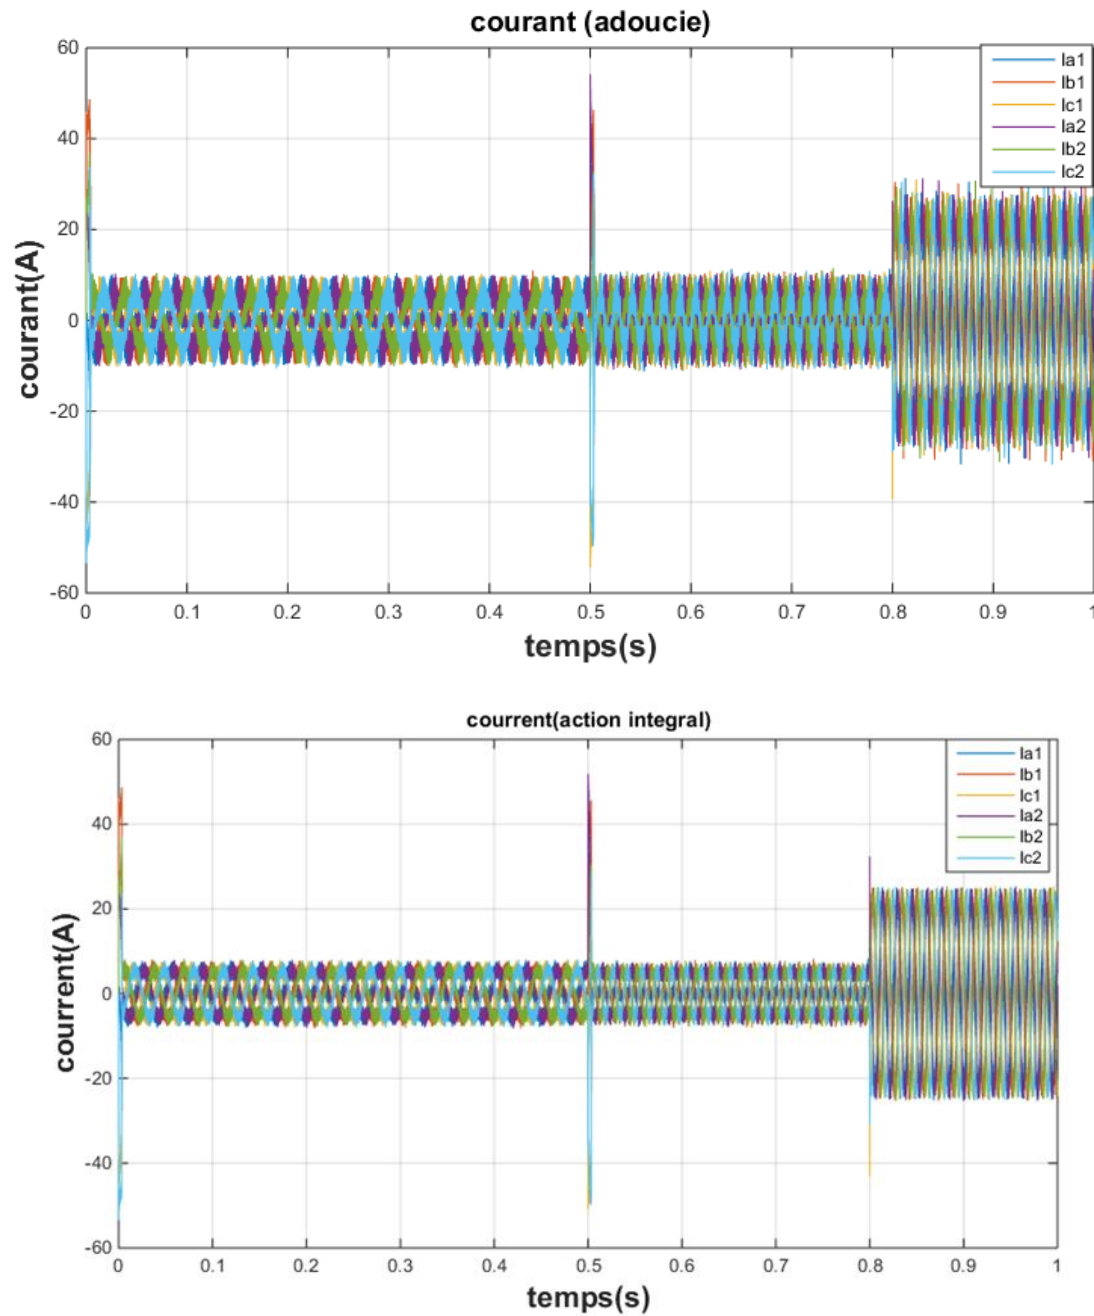 courant (adoucie)
60
40
20
0
-20
-40
-60
courant(A)
Ia1
Ib1
Ic1
Ia2
Ib2
Ic2
0 0.1 0.2 0.3 0.4 0.5 0.6 0.7 0.8 0.9 1
temps(s)
courrent(action integral)
60
40
20
0
-20
-40
-60
courrent(A)
Ia1
Ib1
Ic1
Ia2
Ib2
Ic2
0 0.1 0.2 0.3 0.4 0.5 0.6 0.7 0.8 0.9 1
temps(s)